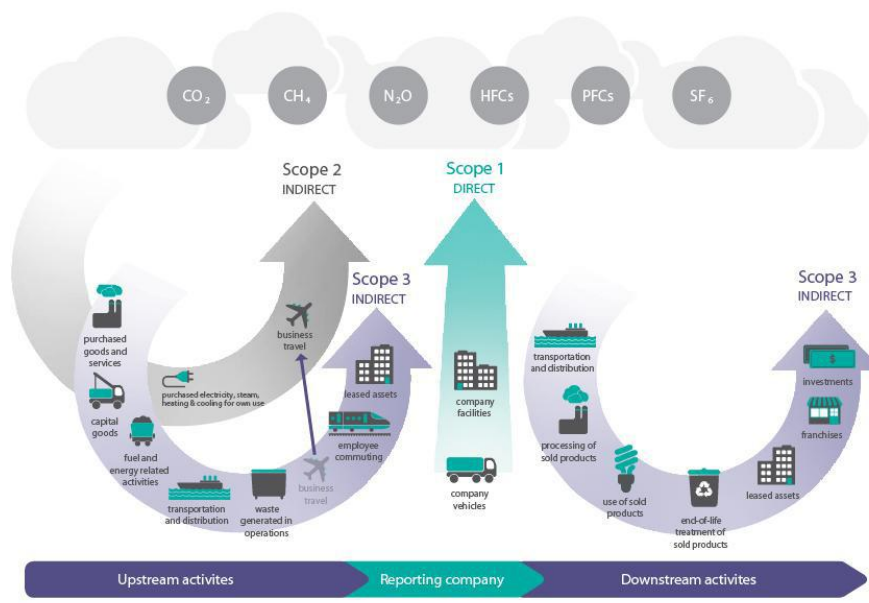 CO₂
CH₄
N₂O
HFCs
PFCs
SF₆
Scope 2
INDIRECT
Scope 1
DIRECT
Scope 3
INDIRECT
Scope 3
INDIRECT
purchased
goods and
services
capital
goods
fuel and
energy related
activities
purchased electricity, steam,
heating & cooling for own use
transportation
and distribution
waste
generated in
operations
business
travel
business
travel
employee
commuting
leased assets
company
facilities
company
vehicles
transportation
and distribution
processing of
sold products
use of sold
products
end-of-life
treatment of
sold products
leased assets
franchises
$
investments
Upstream activites
Reporting company
Downstream activites